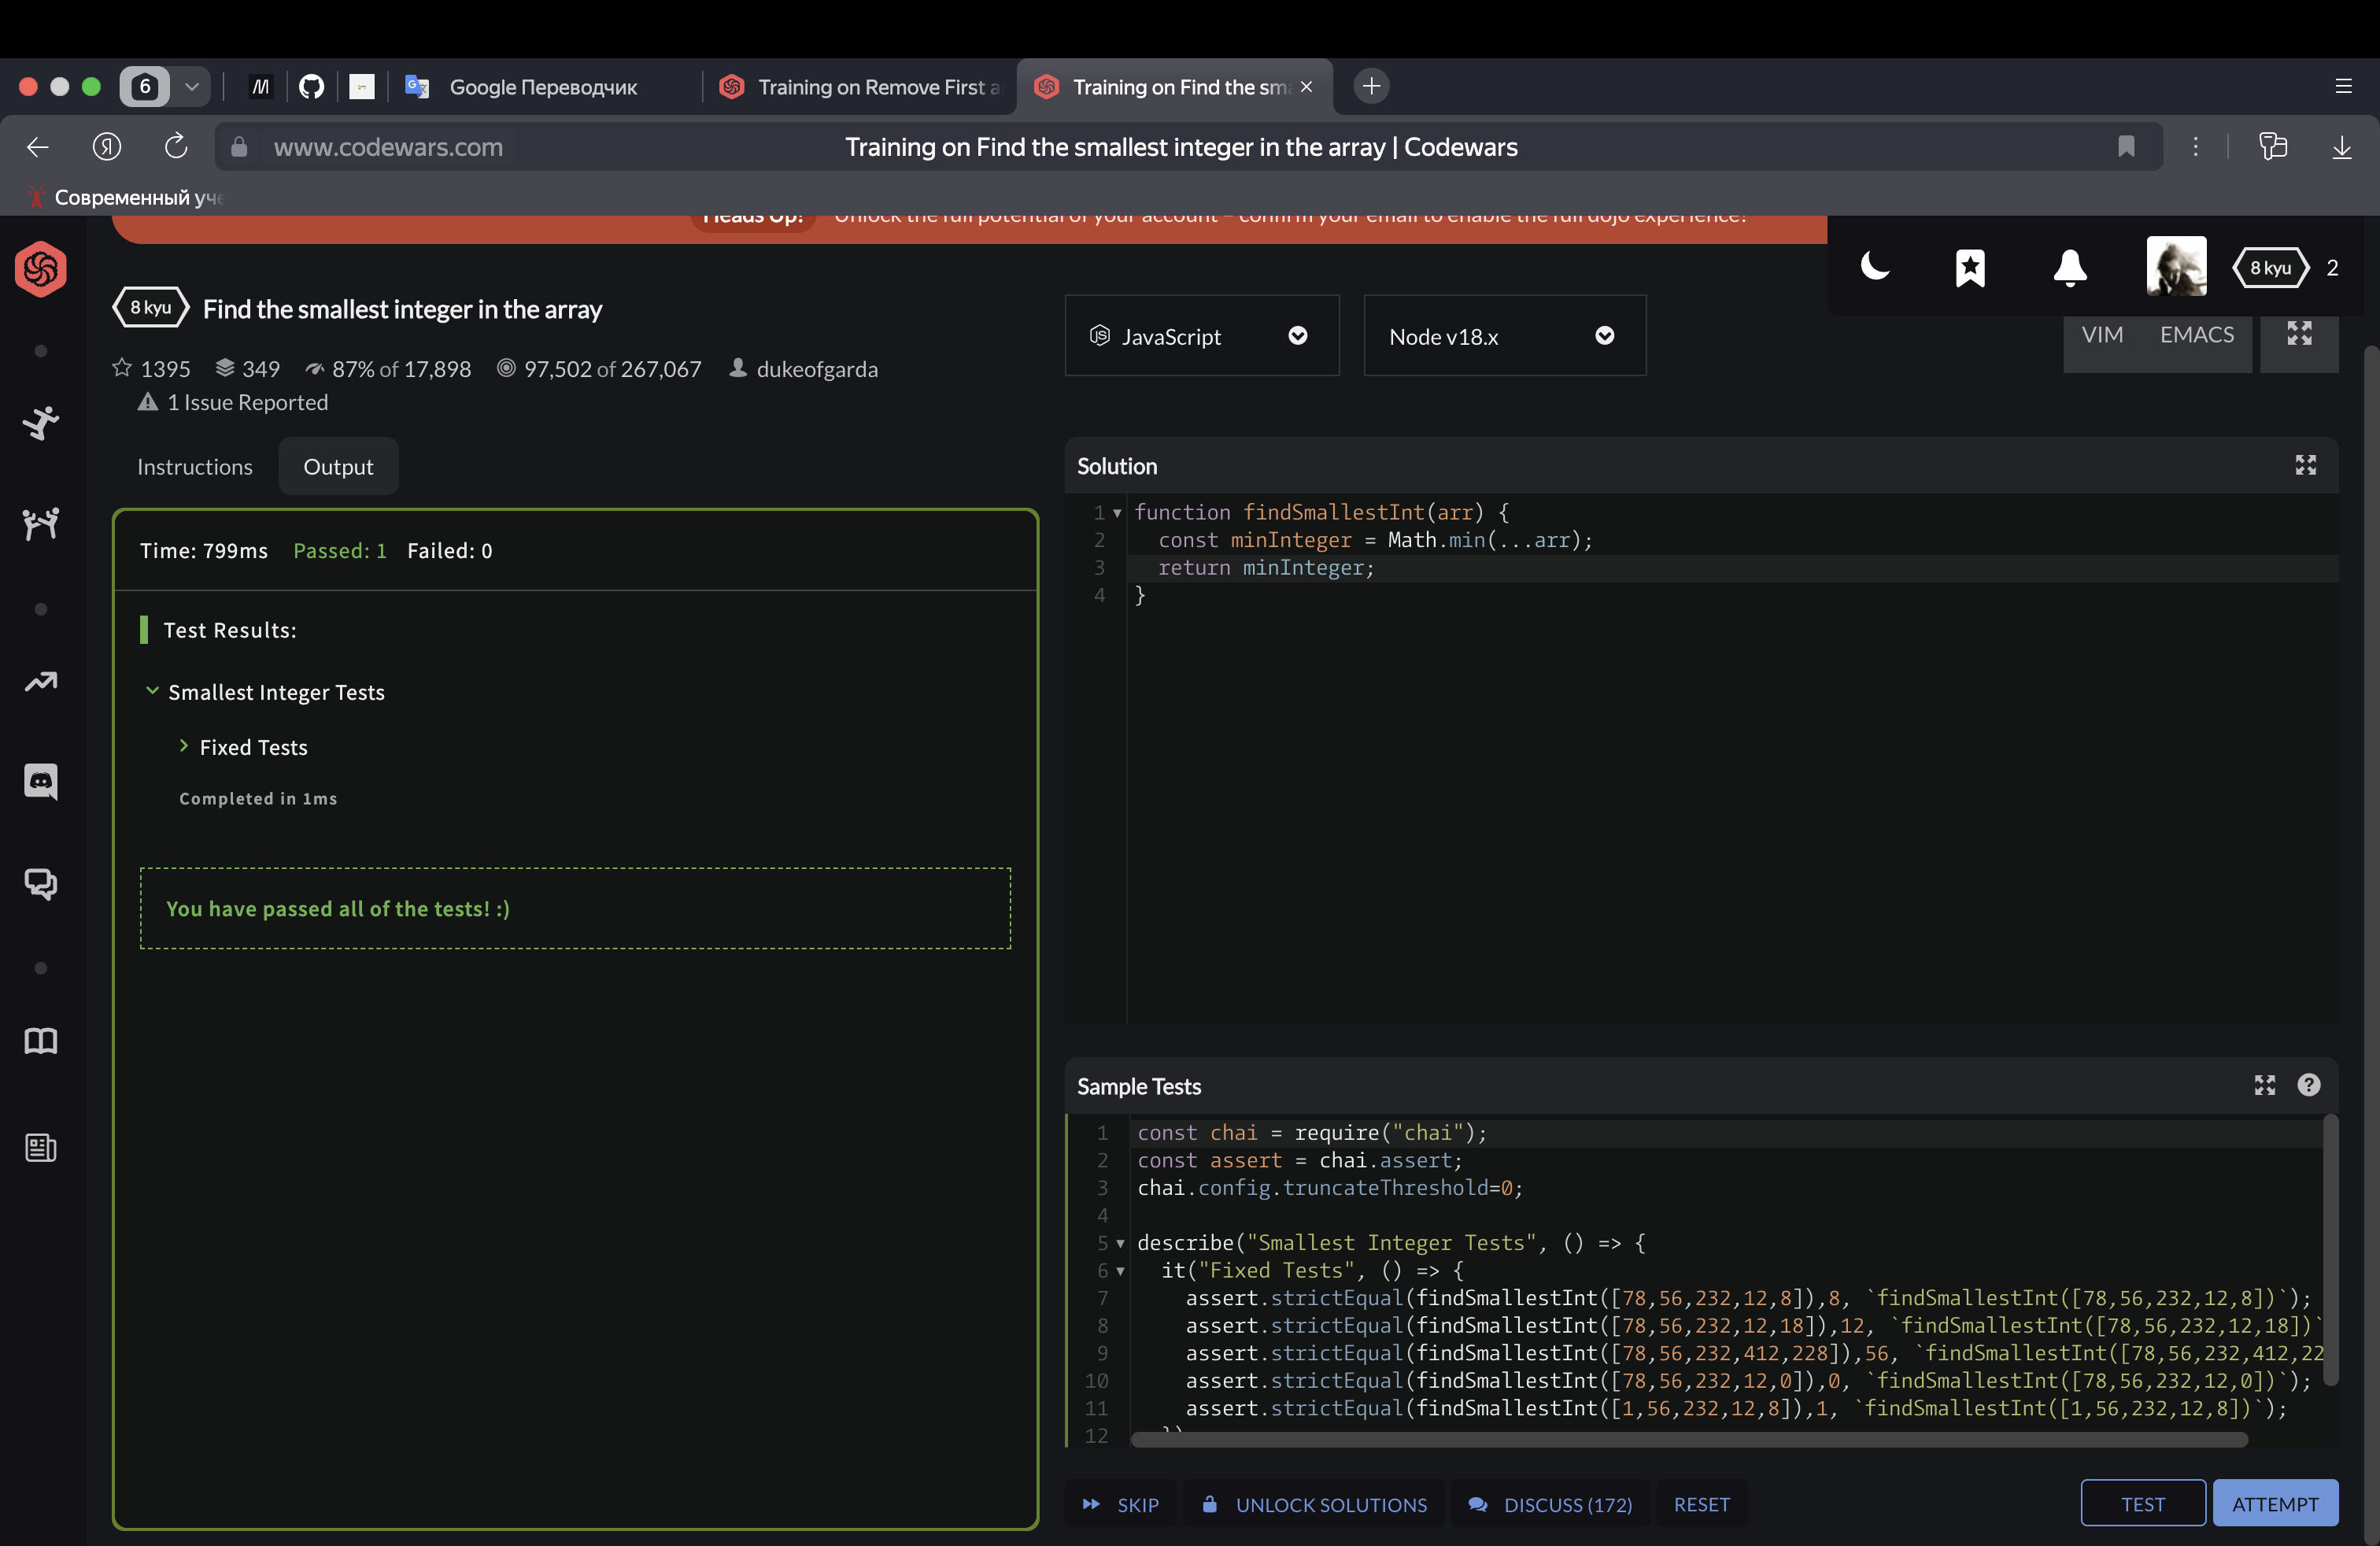 6
Google Переводчик
Training on Remove First a
Training on Find the sma
www.codewars.com
Training on Find the smallest integer in the array | Codewars
Современный уче
Heads Up! Unlock the full potential of your account – confirm your email to enable the full dojo experience!
8 kyu 2
8 kyu Find the smallest integer in the array
JavaScript
Node v18.x
VIM EMACS
1395 349 87% of 17,898 97,502 of 267,067 dukeofgarda
1 Issue Reported
Instructions Output
Time: 799ms Passed: 1 Failed: 0
Test Results:
Smallest Integer Tests
Fixed Tests
Completed in 1ms
You have passed all of the tests! :)
Solution
1 function findSmallestInt(arr) {
2 const minInteger = Math.min(...arr);
3 return minInteger;
4 }
Sample Tests
1 const chai = require("chai");
2 const assert = chai.assert;
3 chai.config.truncateThreshold=0;
4
5 describe("Smallest Integer Tests", () => {
6 it("Fixed Tests", () => {
7 assert.strictEqual(findSmallestInt([78,56,232,12,8]),8, `findSmallestInt([78,56,232,12,8])`);
8 assert.strictEqual(findSmallestInt([78,56,232,12,18]),12, `findSmallestInt([78,56,232,12,18])`
9 assert.strictEqual(findSmallestInt([78,56,232,412,228]),56, `findSmallestInt([78,56,232,412,22
10 assert.strictEqual(findSmallestInt([78,56,232,12,0]),0, `findSmallestInt([78,56,232,12,0])`);
11 assert.strictEqual(findSmallestInt([1,56,232,12,8]),1, `findSmallestInt([1,56,232,12,8])`);
12
SKIP UNLOCK SOLUTIONS DISCUSS (172) RESET TEST ATTEMPT